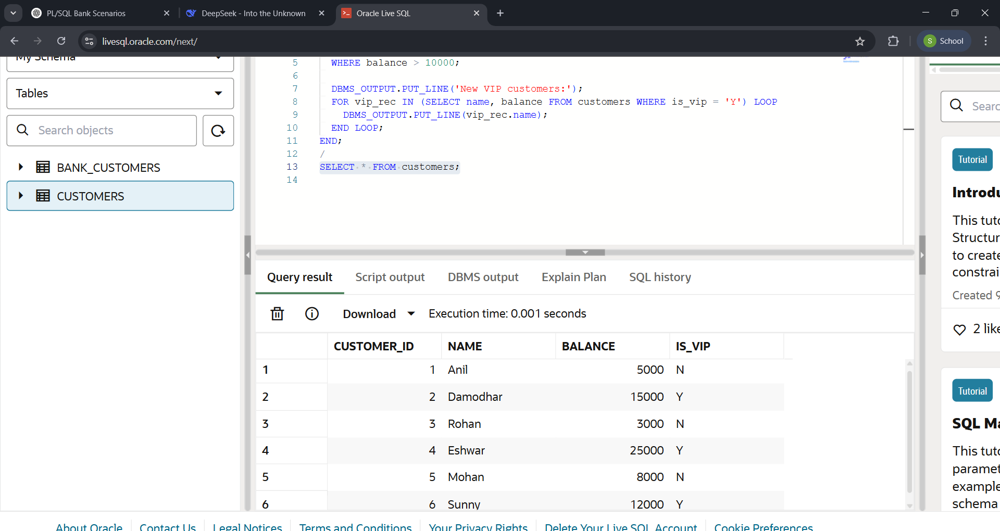 PL/SQL Bank Scenarios
DeepSeek - Into the Unknown
Oracle Live SQL
livesql.oracle.com/next/
S School
My Schema
Tables
Search objects
BANK_CUSTOMERS
CUSTOMERS
5 WHERE balance > 10000;
6
7 DBMS_OUTPUT.PUT_LINE('New VIP customers:');
8 FOR vip_rec IN (SELECT name, balance FROM customers WHERE is_vip = 'Y') LOOP
9 DBMS_OUTPUT.PUT_LINE(vip_rec.name);
10 END LOOP;
11 END;
12 /
13 SELECT * FROM customers;
14
Query result Script output DBMS output Explain Plan SQL history
Download Execution time: 0.001 seconds
CUSTOMER_ID NAME BALANCE IS_VIP
1 1 Anil 5000 N
2 2 Damodhar 15000 Y
3 3 Rohan 3000 N
4 4 Eshwar 25000 Y
5 5 Mohan 8000 N
6 6 Sunny 12000 Y
Searc
Tutorial
Introdu
This tuto
Structur
to create
constrai
Created 9
2 like
Tutorial
SQL Ma
This tuto
paramet
example
schema
About Oracle Contact Us Legal Notices Terms and Conditions Your Privacy Rights Delete Your Live SQL Account Cookie Preferences